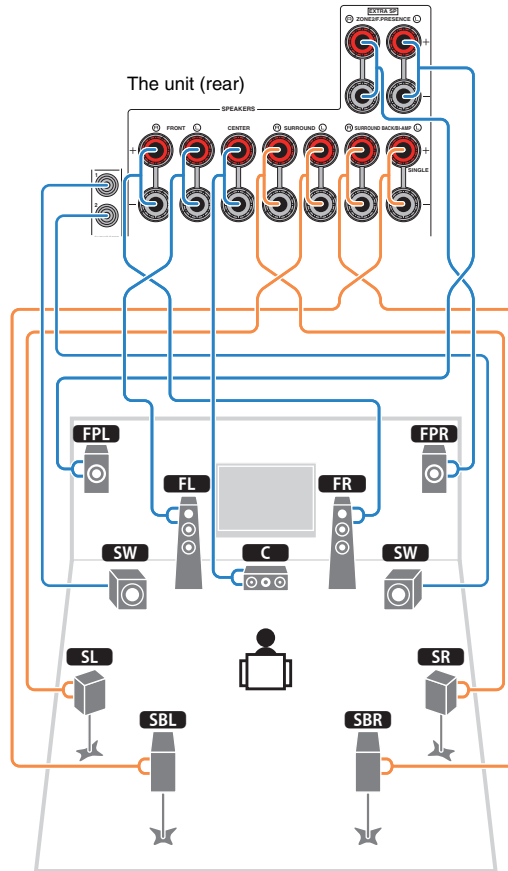 EXTRA SP
R ZONE2/F.PRESENCE L
+
−
The unit (rear)
SPEAKERS
R FRONT L CENTER R SURROUND L R SURROUND BACK/BI-AMP L
+ +
SINGLE
− −
1
2
FPL FPR
FL FR
SW C SW
SL SR
SBL SBR